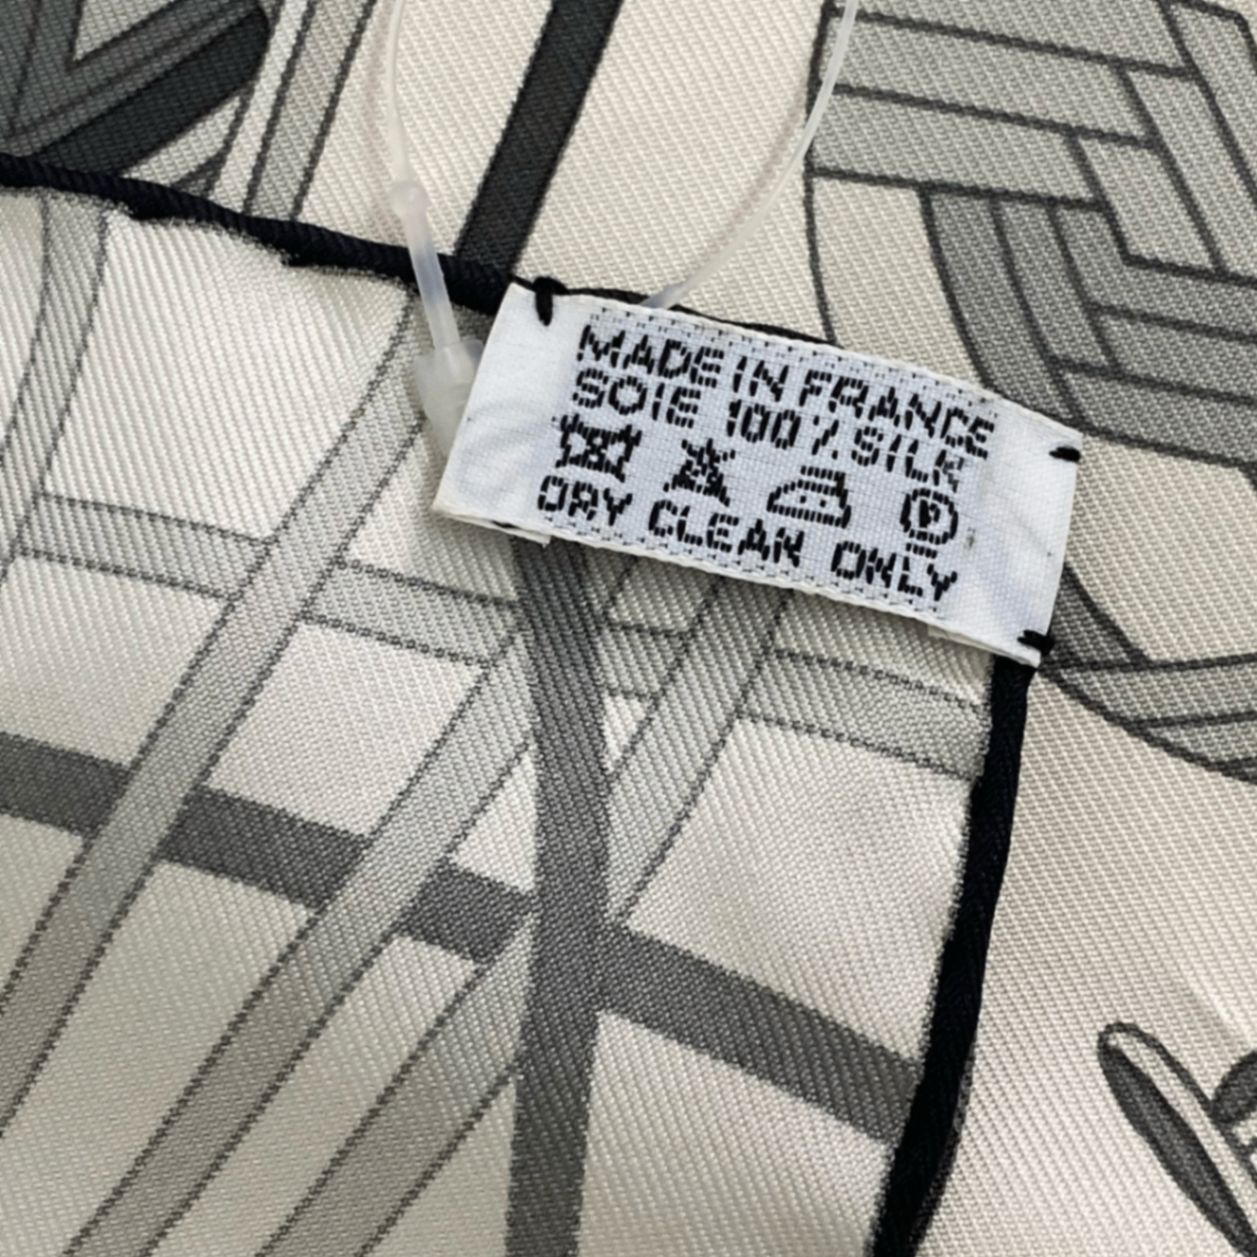 MADE IN FRANCE
SOIE 100% SILK
P
DRY CLEAN ONLY